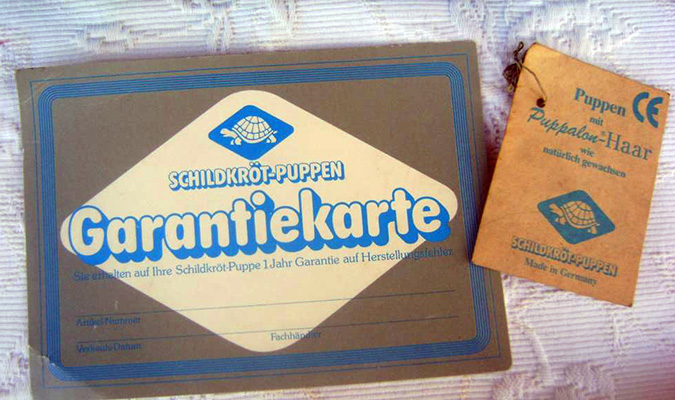 SCHILDKRÖT-PUPPEN
Garantiekarte
Sie erhalten auf Ihre Schildkröt-Puppe 1 Jahr Garantie auf Herstellungsfehler.
Artikel-Nummer
Verkaufs-Datum
Fachhändler
Puppen CE
mit
Puppalon-Haar
wie
natürlich gewachsen
SCHILDKRÖT-PUPPEN
Made in Germany